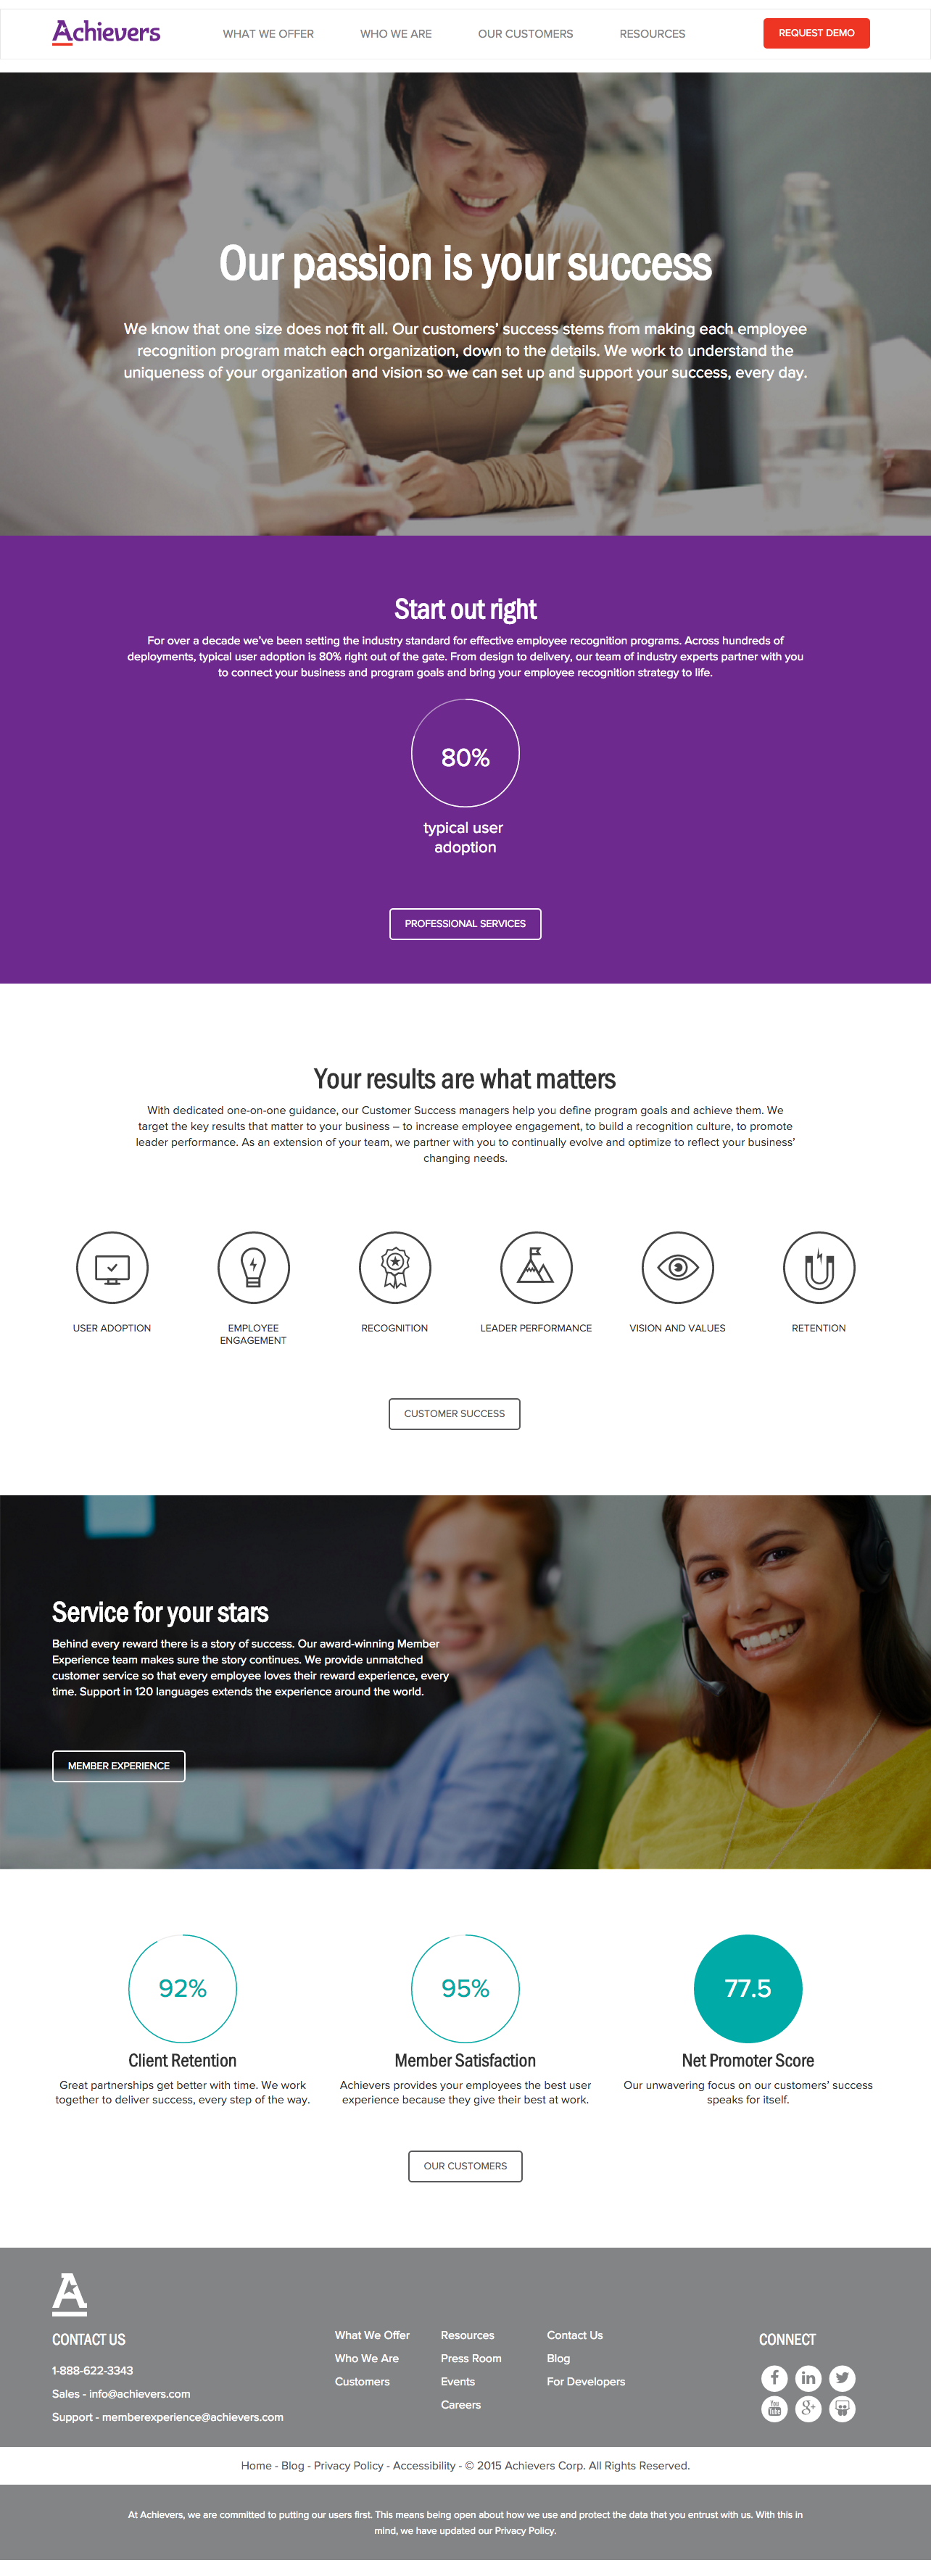 Achievers
WHAT WE OFFER
WHO WE ARE
OUR CUSTOMERS
RESOURCES
REQUEST DEMO
Our passion is your success
We know that one size does not fit all. Our customers' success stems from making each employee
recognition program match each organization, down to the details. We work to understand the
uniqueness of your organization and vision so we can set up and support your success, every day.
Start out right
For over a decade we've been setting the industry standard for effective employee recognition programs. Across hundreds of
deployments, typical user adoption is 80% right out of the gate. From design to delivery, our team of industry experts partner with you
to connect your business and program goals and bring your employee recognition strategy to life.
80%
typical user
adoption
PROFESSIONAL SERVICES
Your results are what matters
With dedicated one-on-one guidance, our Customer Success managers help you define program goals and achieve them. We
target the key results that matter to your business – to increase employee engagement, to build a recognition culture, to promote
leader performance. As an extension of your team, we partner with you to continually evolve and optimize to reflect your business'
changing needs.
USER ADOPTION
EMPLOYEE
ENGAGEMENT
RECOGNITION
LEADER PERFORMANCE
VISION AND VALUES
RETENTION
CUSTOMER SUCCESS
Service for your stars
Behind every reward there is a story of success. Our award-winning Member
Experience team makes sure the story continues. We provide unmatched
customer service so that every employee loves their reward experience, every
time. Support in 120 languages extends the experience around the world.
MEMBER EXPERIENCE
92%
Client Retention
Great partnerships get better with time. We work
together to deliver success, every step of the way.
95%
Member Satisfaction
Achievers provides your employees the best user
experience because they give their best at work.
77.5
Net Promoter Score
Our unwavering focus on our customers' success
speaks for itself.
OUR CUSTOMERS
A
CONTACT US
1-888-622-3343
Sales - info@achievers.com
Support - memberexperience@achievers.com
What We Offer
Who We Are
Customers
Resources
Press Room
Events
Careers
Contact Us
Blog
For Developers
CONNECT
f
in
You
Tube
g+
Home - Blog - Privacy Policy - Accessibility - © 2015 Achievers Corp. All Rights Reserved.
At Achievers, we are committed to putting our users first. This means being open about how we use and protect the data that you entrust with us. With this in
mind, we have updated our Privacy Policy.